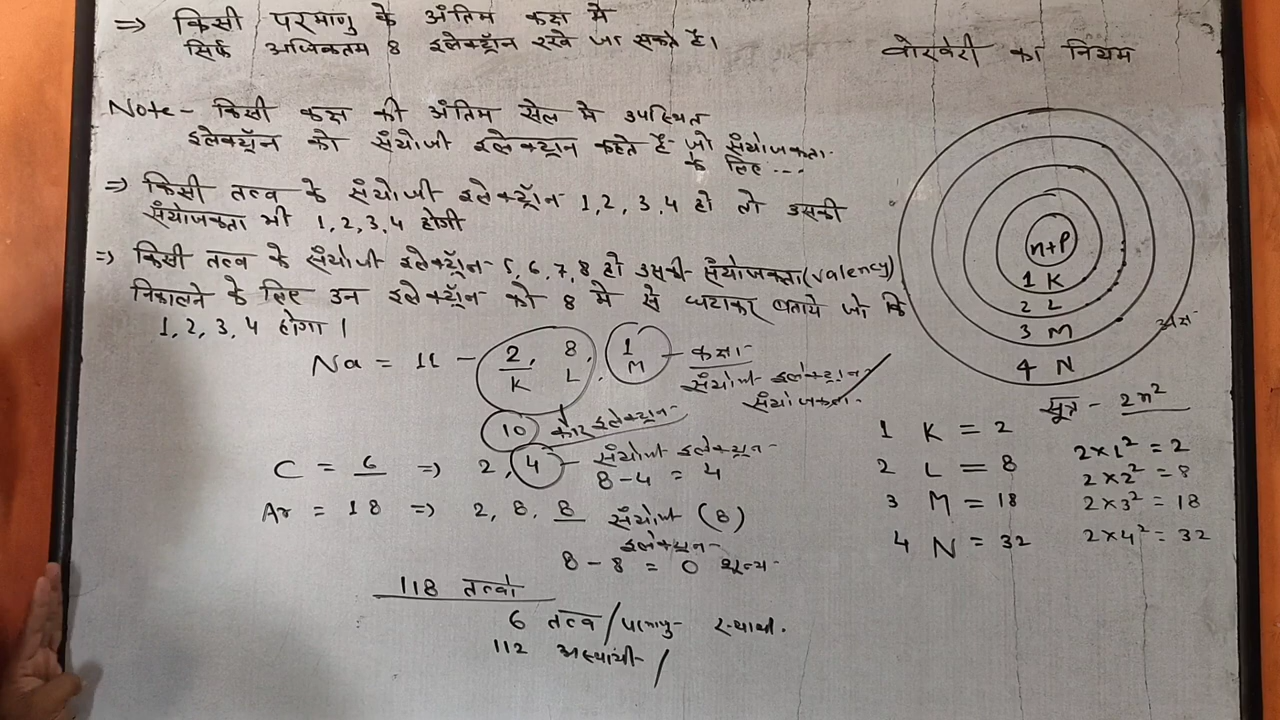 ⇒ किसी परमाणु के अंतिम कक्ष मे
सिर्फ अधिकतम 8 इलेक्ट्रॉन रखे जा सकते है।
बोरवेरी का नियम
Note - किसी कक्ष की अंतिम सेल मे उपस्थित
इलेक्ट्रॉन को संयोजी इलेक्ट्रान कहते है जो संयोजकता
के लिए ...
⇒ किसी तत्व के संयोजी इलेक्ट्रॉन 1, 2, 3, 4 हो तो उसकी
संयोजकता भी 1, 2, 3, 4 होगी
⇒ किसी तत्व के संयोजी इलेक्ट्रॉन 5, 6, 7, 8 हो उसकी संयोजकता (valency)
निकालने के लिए उन इलेक्ट्रॉन को 8 मे से घटाकर बताये जो कि
1, 2, 3, 4 होगा।
Na = 11 - 2, 8, 1 - कक्षा
K L M
संयोजी इलेक्ट्रान
संयोजकता
10 कोर इलेक्ट्रान
C = 6 ⇒ 2, 4 - संयोजी इलेक्ट्रान
8 - 4 = 4
Ar = 18 ⇒ 2, 8, 8 संयोजी (8)
इलेक्ट्रान
8 - 8 = 0 शून्य
118 तत्वो
6 तत्व / परमाणु स्थायी.
112 अस्थायी /
n+P
1 K
2 L
3 M
4 N
सूत्र - 2n²
1 K = 2
2 L = 8
3 M = 18
4 N = 32
2×1² = 2
2×2² = 8
2×3² = 18
2×4² = 32